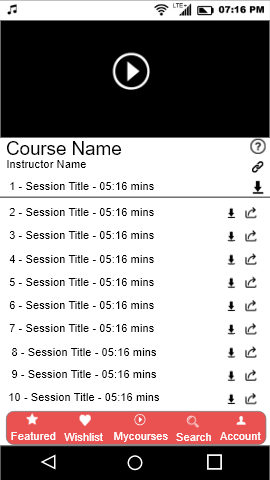 LTE 07:16 PM
Course Name
Instructor Name
1 - Session Title - 05:16 mins
2 - Session Title - 05:16 mins
3 - Session Title - 05:16 mins
4 - Session Title - 05:16 mins
5 - Session Title - 05:16 mins
6 - Session Title - 05:16 mins
7 - Session Title - 05:16 mins
8 - Session Title - 05:16 mins
9 - Session Title - 05:16 mins
10 - Session Title - 05:16 mins
Featured Wishlist Mycourses Search Account